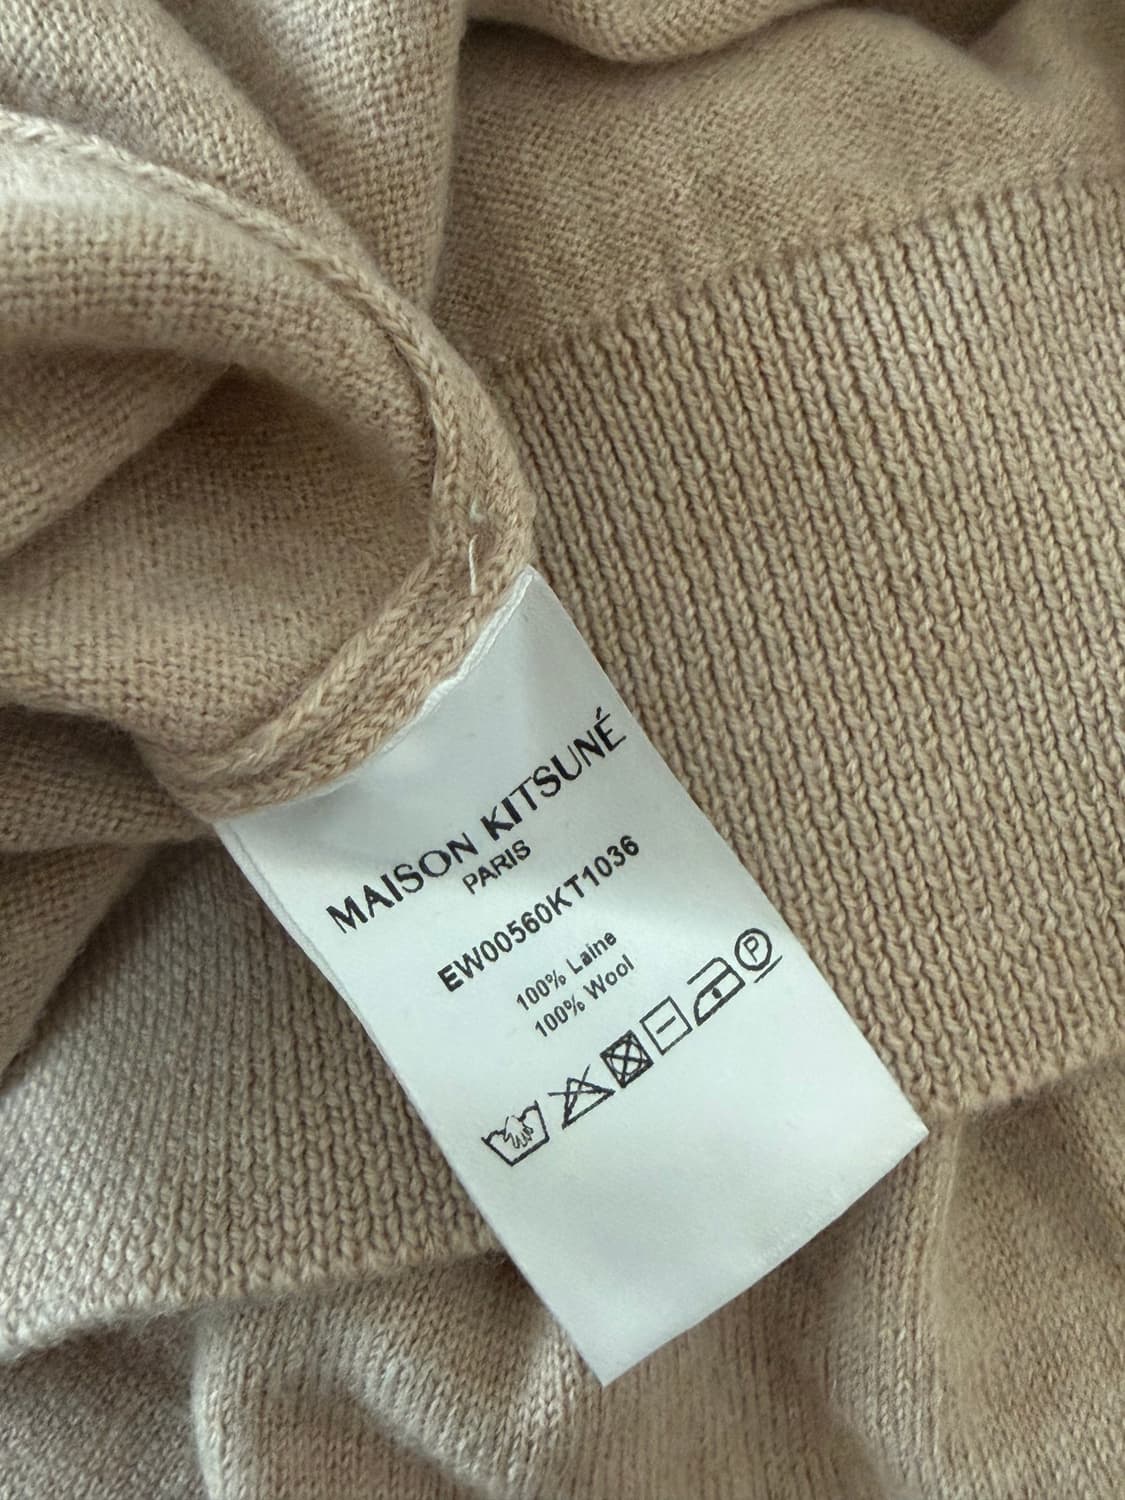 MAISON KITSUNÉ
PARIS
EW00560KT1036
100% Laine
100% Wool
P